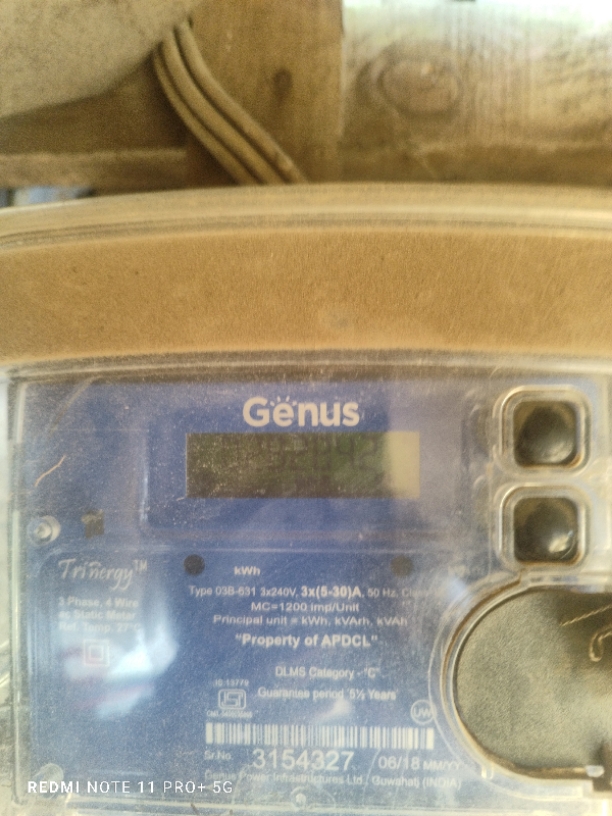 Genus
kWh
TrinergyTM
Type 03B-631 3x240V, 3x(5-30)A, 50 Hz,
MC=1200 imp/Unit
Principal unit = kWh, kVArh, kVAh
3 Phase, 4 Wire
Static Meter
Ref. Temp. 27°C
"Property of APDCL"
DLMS Category - "C"
IS 13779
Guarantee period 5½ Years
Sr.No. 3154327 06/18 MM/YY
Genus Power Infrastructures Ltd., Guwahati (INDIA)
REDMI NOTE 11 PRO+ 5G